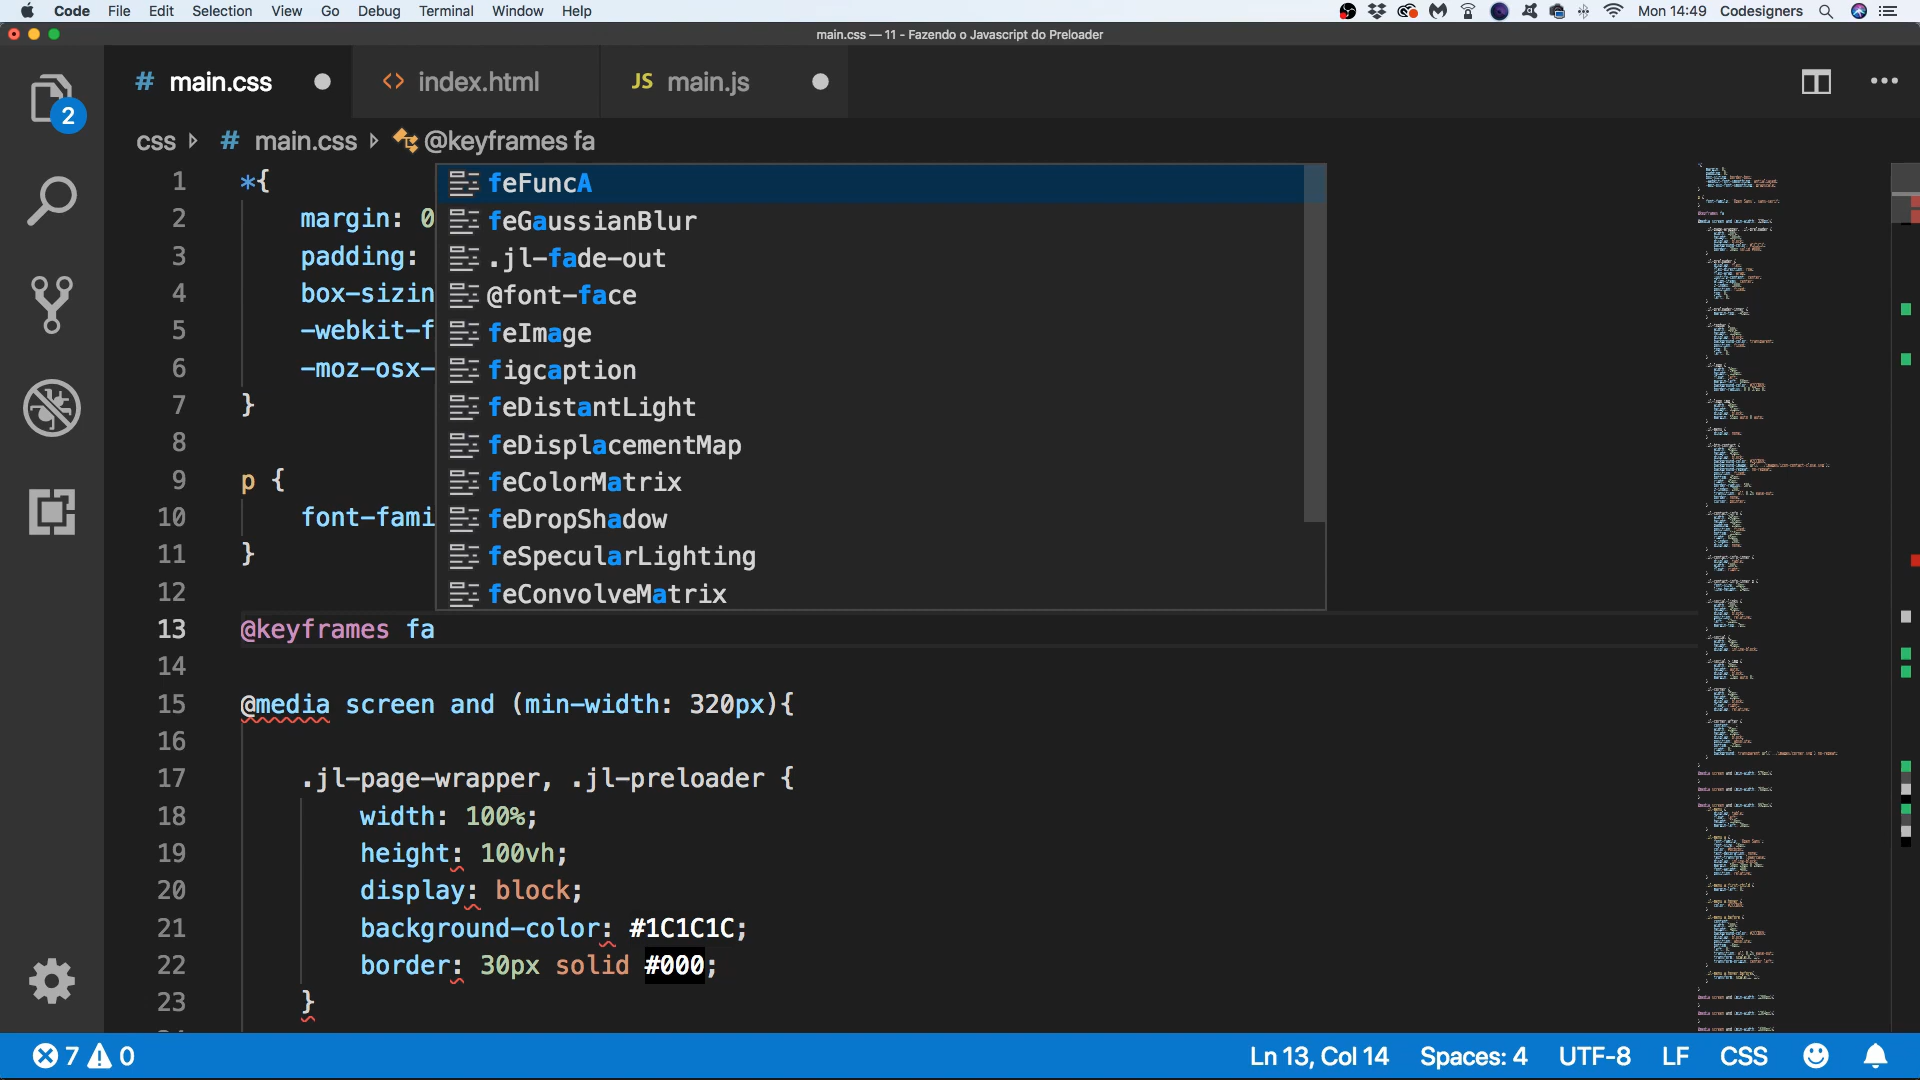 Code File Edit Selection View Go Debug Terminal Window Help Mon 14:49 Codesigners
main.css — 11 - Fazendo o Javascript do Preloader
# main.css <> index.html JS main.js
2
css # main.css @keyframes fa
1 *{
2 margin: 0
3 padding:
4 box-sizin
5 -webkit-f
6 -moz-osx-
7 }
8
9 p {
10 font-fami
11 }
12
feFuncA
feGaussianBlur
.jl-fade-out
@font-face
feImage
figcaption
feDistantLight
feDisplacementMap
feColorMatrix
feDropShadow
feSpecularLighting
feConvolveMatrix
13 @keyframes fa
14
15 @media screen and (min-width: 320px){
16
17 .jl-page-wrapper, .jl-preloader {
18 width: 100%;
19 height: 100vh;
20 display: block;
21 background-color: #1C1C1C;
22 border: 30px solid #000;
23 }
7 0 Ln 13, Col 14 Spaces: 4 UTF-8 LF CSS